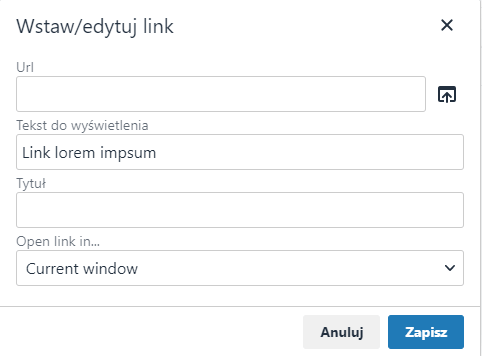 Wstaw/edytuj link
Url
Tekst do wyświetlenia
Link lorem impsum
Tytuł
Open link in...
Current window
Anuluj Zapisz